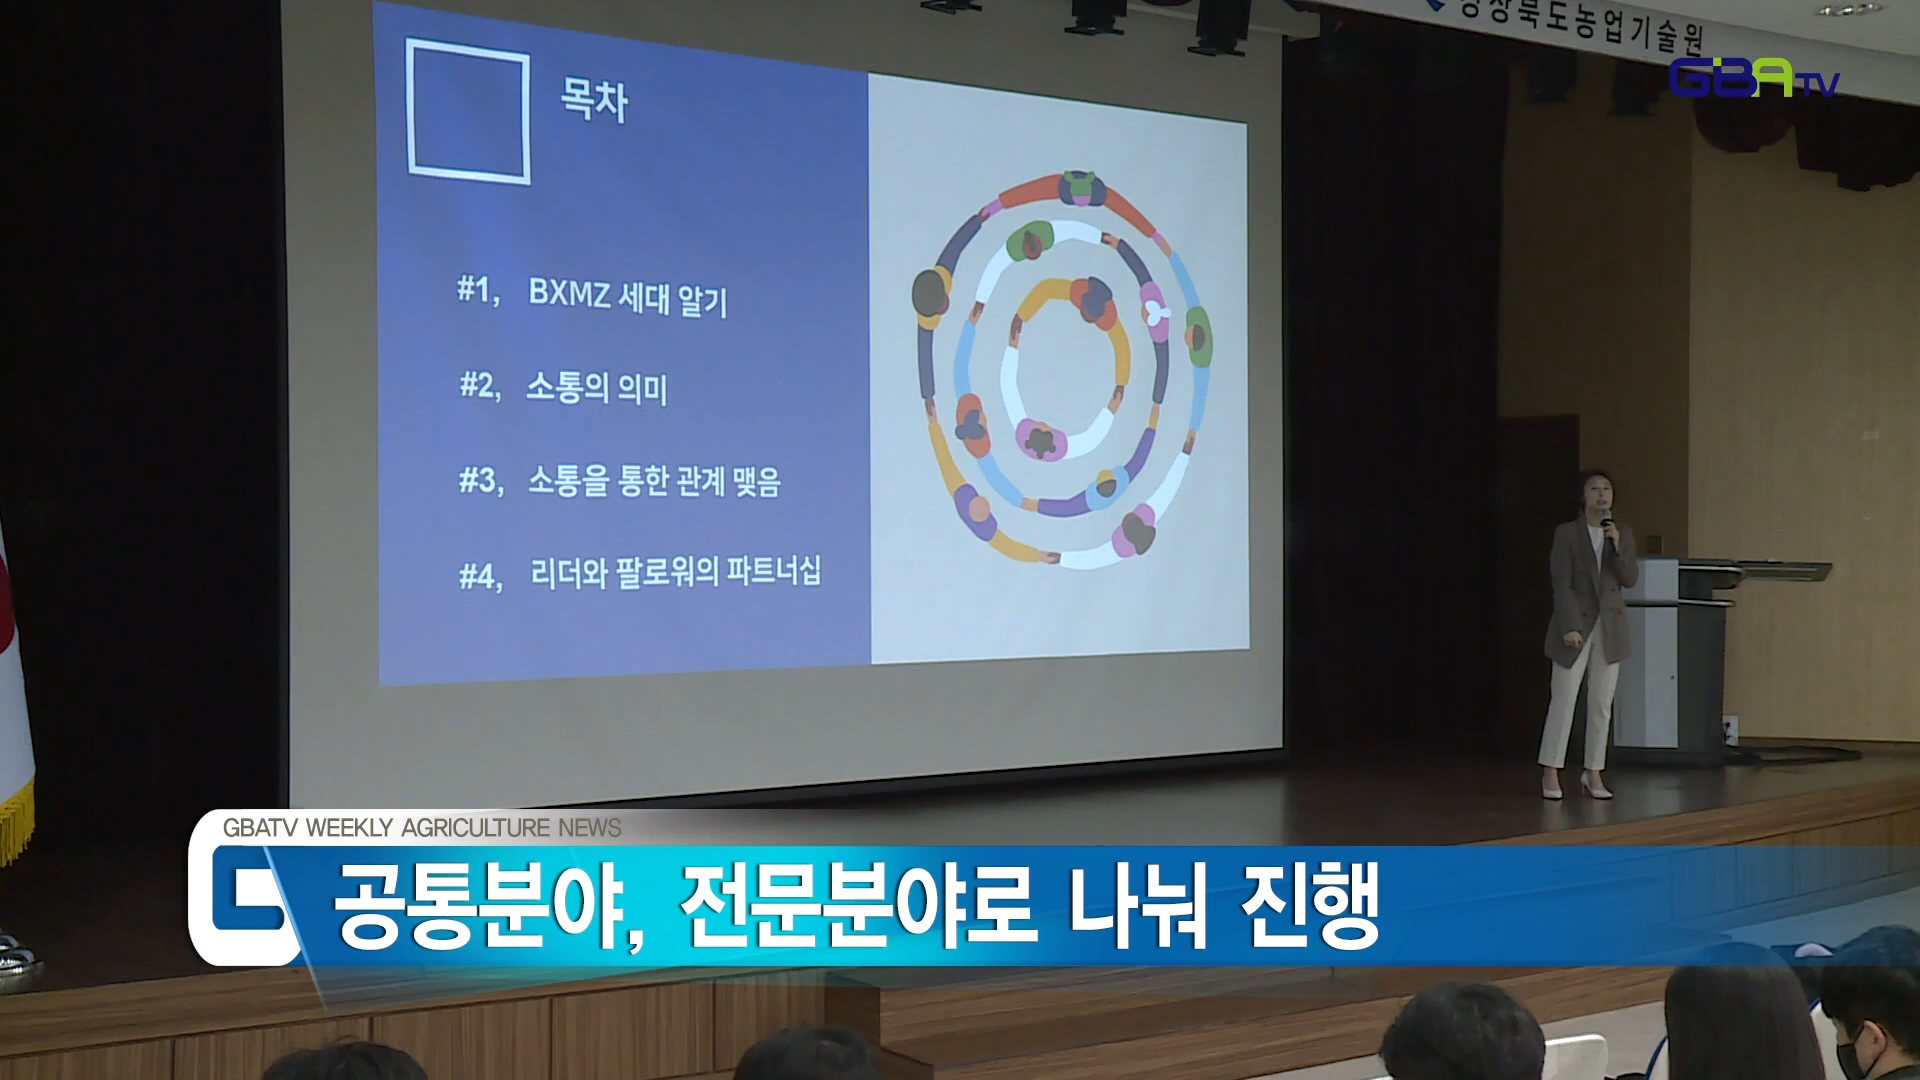 경상북도농업기술원
GBATV
목차
#1, BXMZ 세대 알기
#2, 소통의 의미
#3, 소통을 통한 관계 맺음
#4, 리더와 팔로워의 파트너십
GBATV WEEKLY AGRICULTURE NEWS
공통분야, 전문분야로 나눠 진행